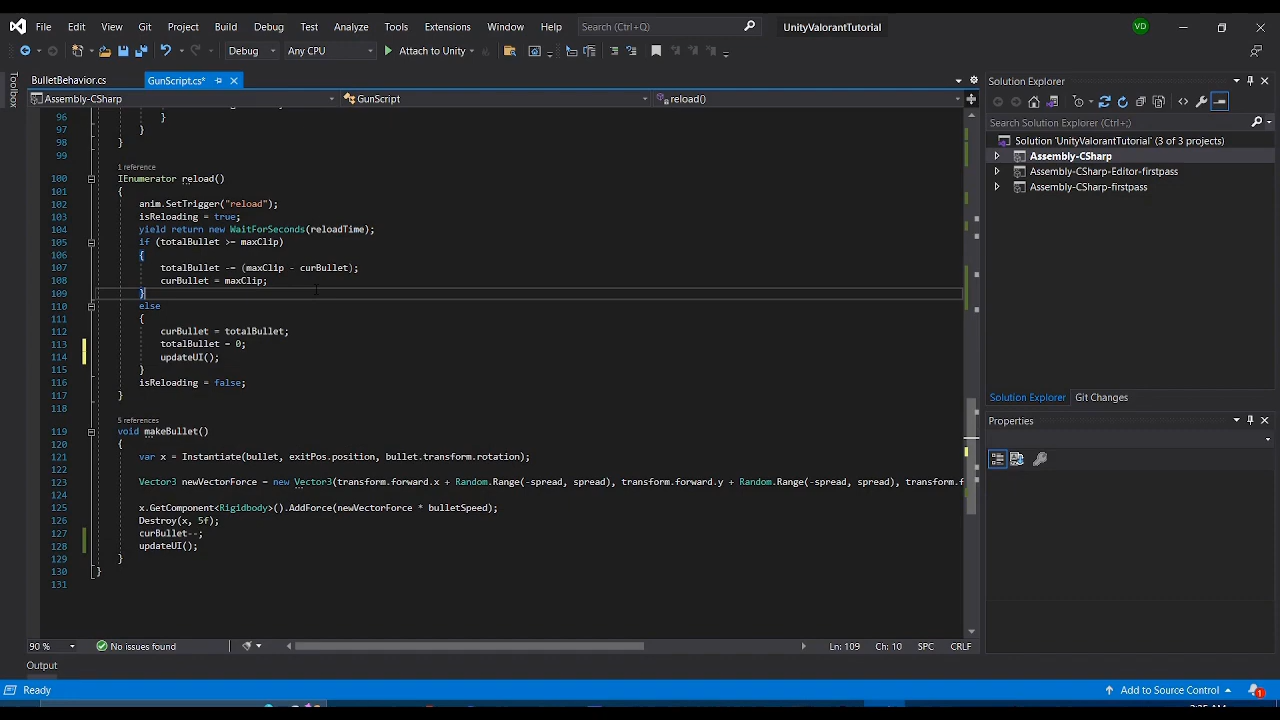 File Edit View Git Project Build Debug Test Analyze Tools Extensions Window Help Search (Ctrl+Q) UnityValorantTutorial VD
Debug Any CPU Attach to Unity
Toolbox
BulletBehavior.cs GunScript.cs*
Assembly-CSharp GunScript reload()
96 }
97 }
98 }
99
1 reference
100 IEnumerator reload()
101 {
102 anim.SetTrigger("reload");
103 isReloading = true;
104 yield return new WaitForSeconds(reloadTime);
105 if (totalBullet >= maxClip)
106 {
107 totalBullet -= (maxClip - curBullet);
108 curBullet = maxClip;
109 }
110 else
111 {
112 curBullet = totalBullet;
113 totalBullet = 0;
114 updateUI();
115 }
116 isReloading = false;
117 }
118
5 references
119 void makeBullet()
120 {
121 var x = Instantiate(bullet, exitPos.position, bullet.transform.rotation);
122
123 Vector3 newVectorForce = new Vector3(transform.forward.x + Random.Range(-spread, spread), transform.forward.y + Random.Range(-spread, spread), transform.f
124
125 x.GetComponent<Rigidbody>().AddForce(newVectorForce * bulletSpeed);
126 Destroy(x, 5f);
127 curBullet--;
128 updateUI();
129 }
130 }
131
90 % No issues found Ln: 109 Ch: 10 SPC CRLF
Output
Ready Add to Source Control 1
Solution Explorer
Search Solution Explorer (Ctrl+;)
Solution 'UnityValorantTutorial' (3 of 3 projects)
Assembly-CSharp
Assembly-CSharp-Editor-firstpass
Assembly-CSharp-firstpass
Solution Explorer Git Changes
Properties